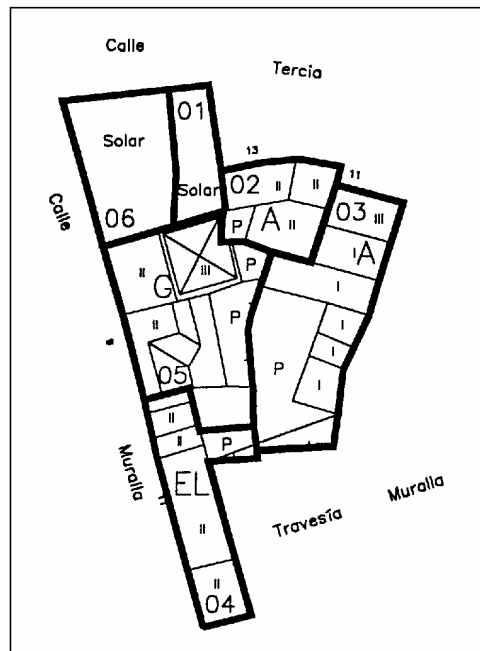 Calle
Tercia
01
Solar
13
11
Solar
02
II
II
03
III
Calle
06
P
A
II
I
A
II
III
P
I
G
II
P
I
I
P
I
05
II
II
P
Muralla
EL
Muralla
Travesía
II
II
04